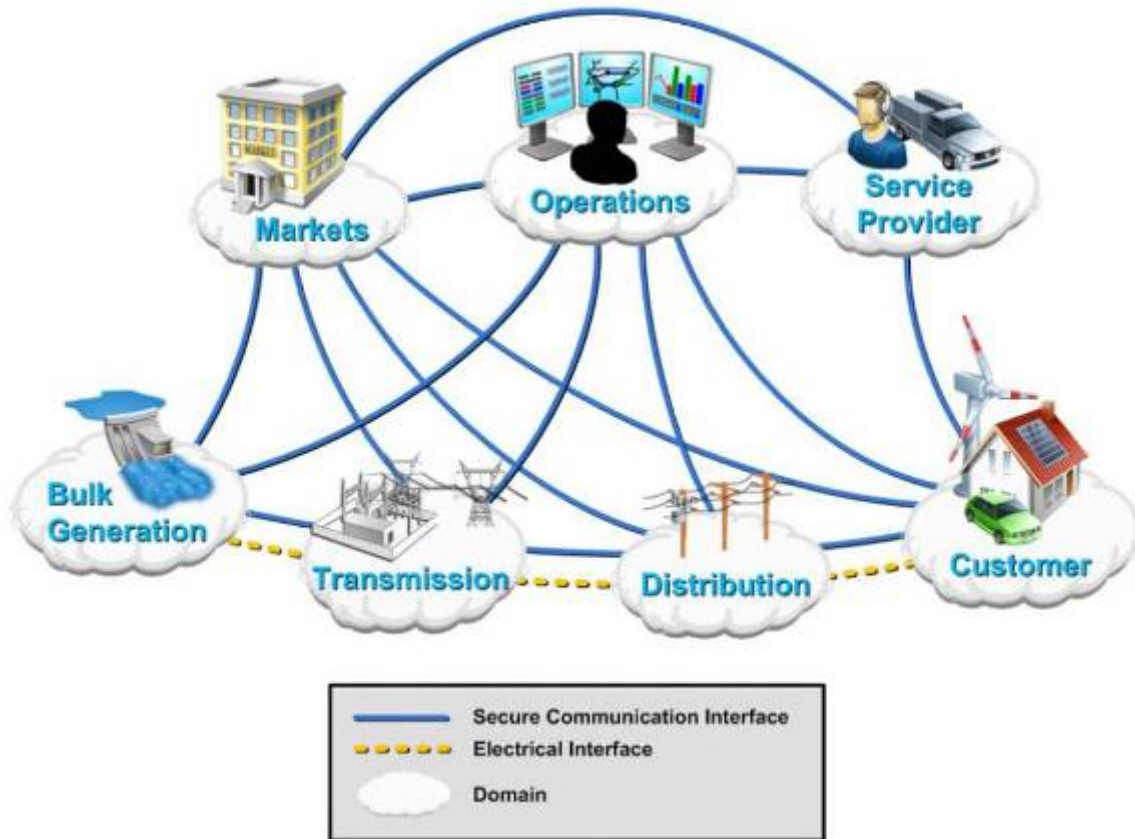 Markets
Operations
Service
Provider
Bulk
Generation
Transmission
Distribution
Customer
Secure Communication Interface
Electrical Interface
Domain